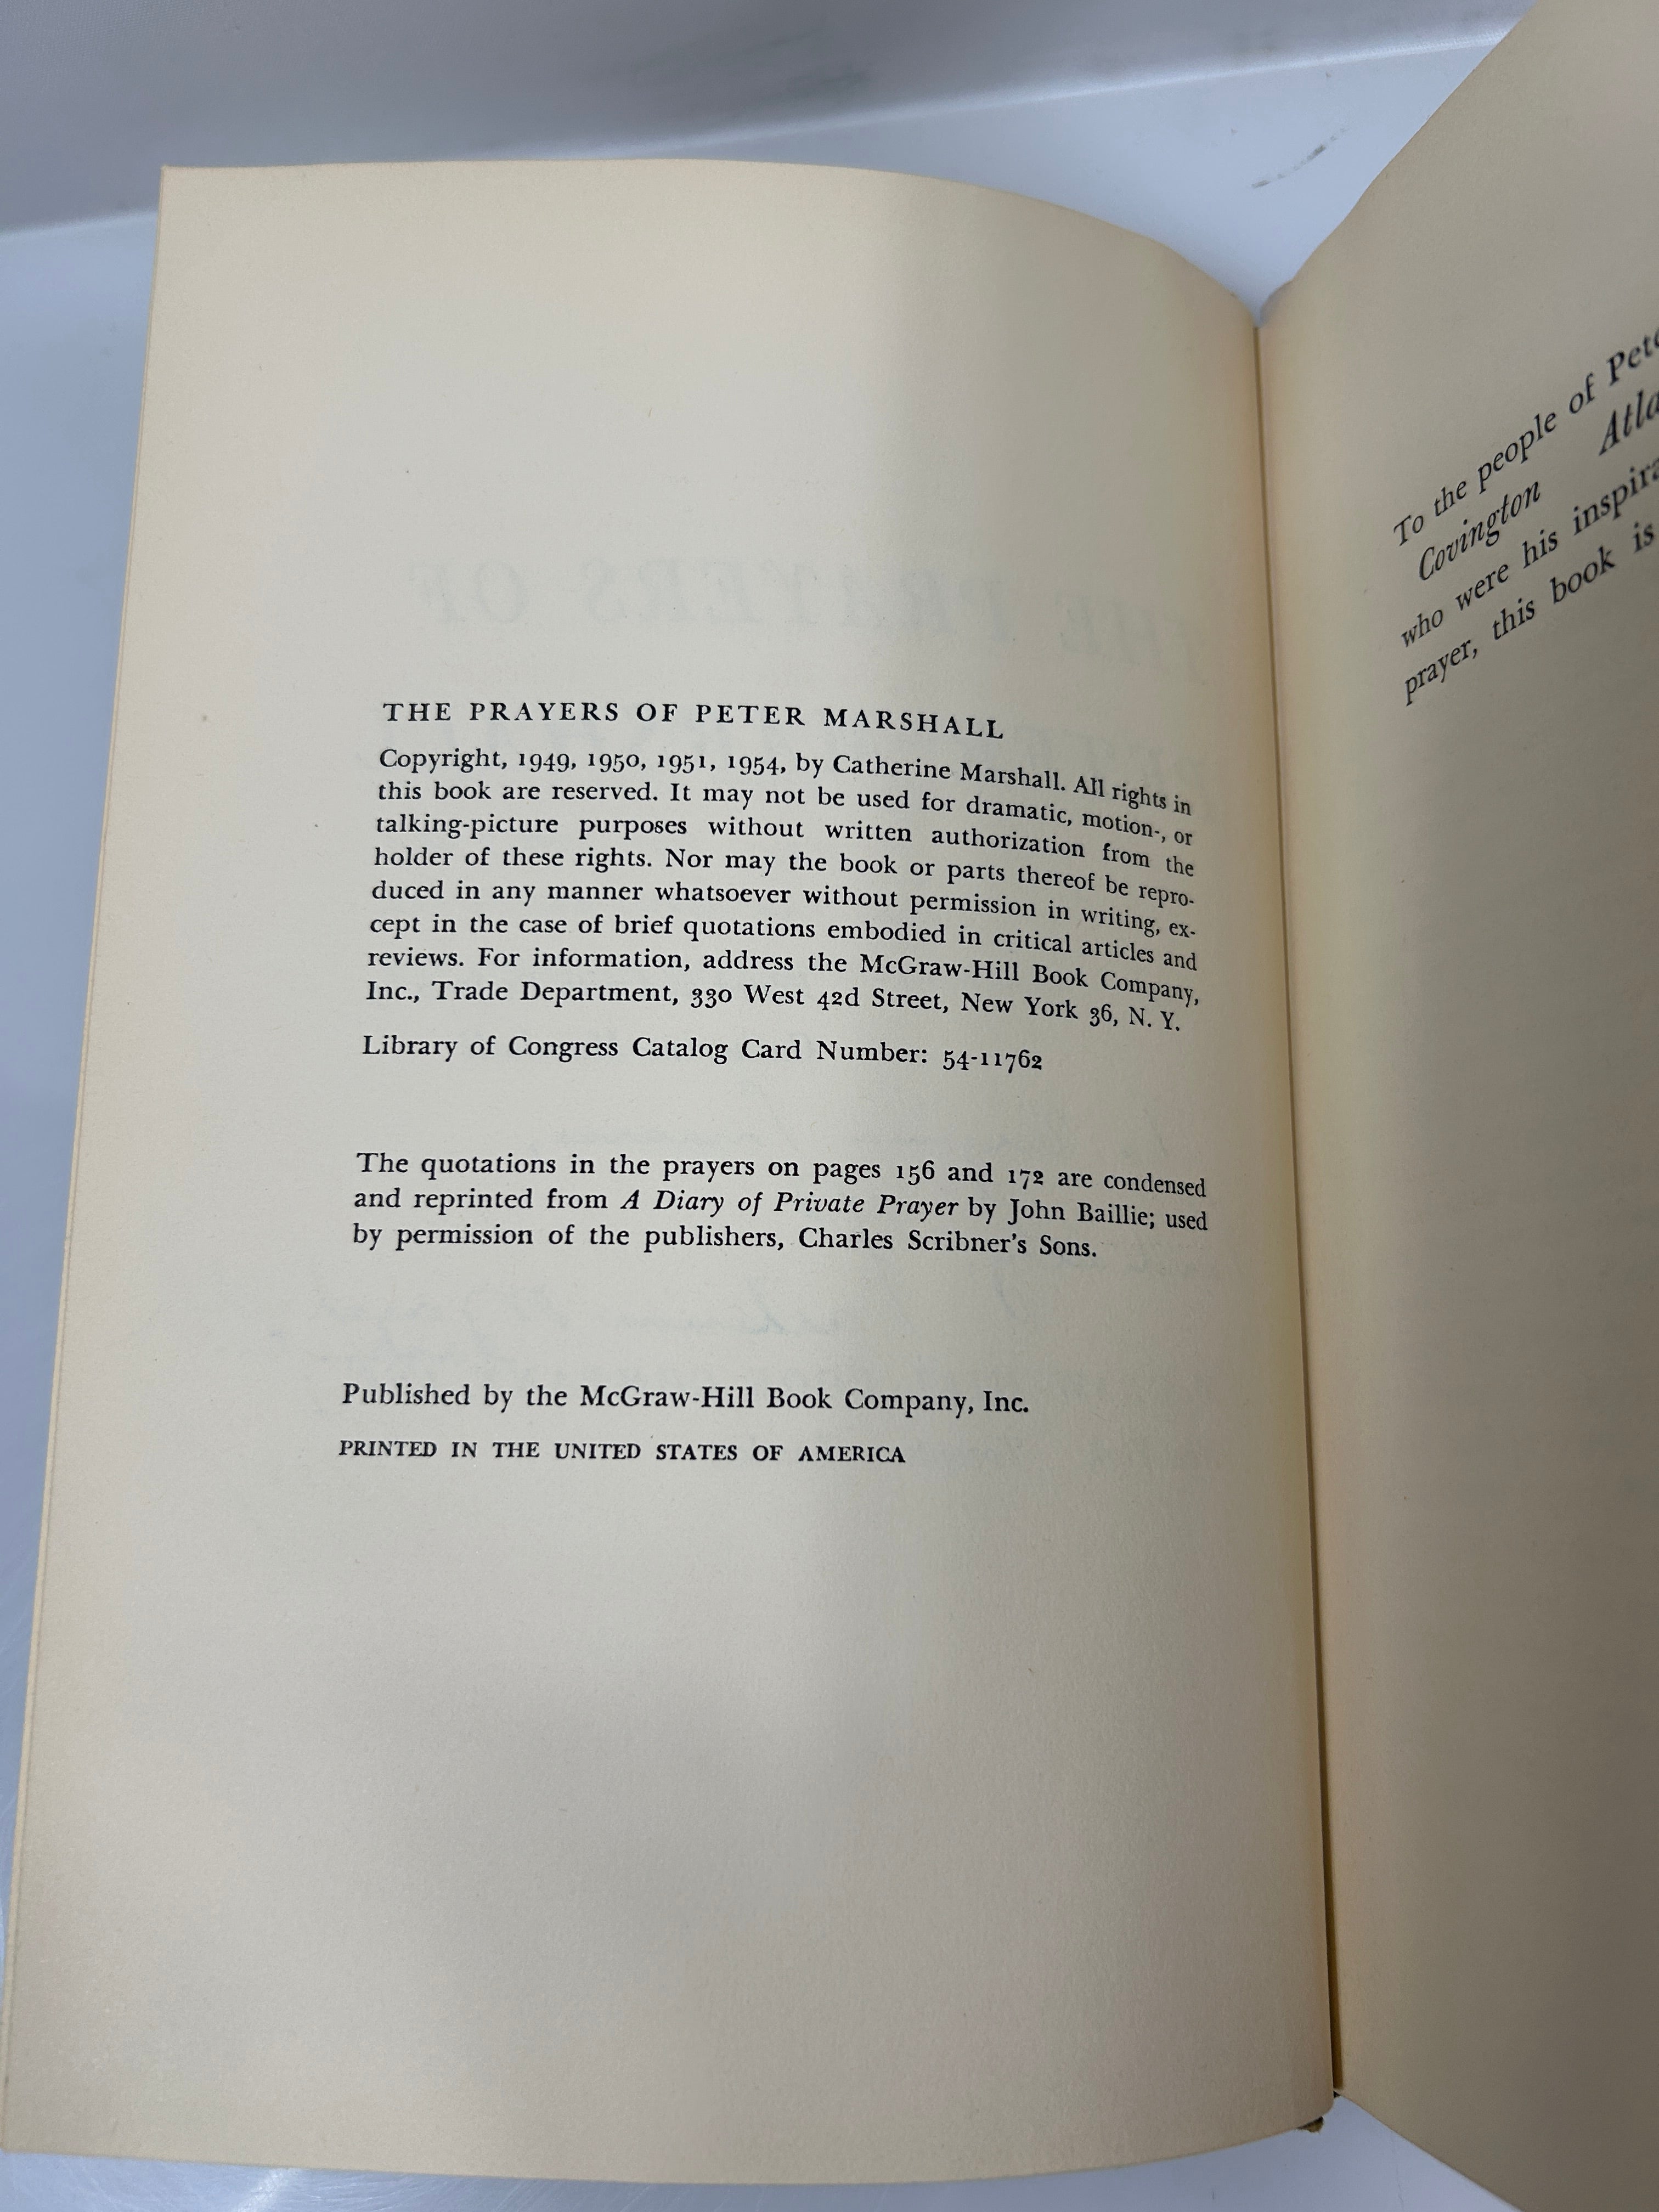 THE PRAYERS OF PETER MARSHALL
Copyright, 1949, 1950, 1951, 1954, by Catherine Marshall. All rights in
this book are reserved. It may not be used for dramatic, motion-, or
talking-picture purposes without written authorization from the
holder of these rights. Nor may the book or parts thereof be repro-
duced in any manner whatsoever without permission in writing, ex-
cept in the case of brief quotations embodied in critical articles and
reviews. For information, address the McGraw-Hill Book Company,
Inc., Trade Department, 330 West 42d Street, New York 36, N. Y.
Library of Congress Catalog Card Number: 54-11762
The quotations in the prayers on pages 156 and 172 are condensed
and reprinted from A Diary of Private Prayer by John Baillie; used
by permission of the publishers, Charles Scribner's Sons.
Published by the McGraw-Hill Book Company, Inc.
PRINTED IN THE UNITED STATES OF AMERICA
To the people of
Covington
who were his
prayer, this book is